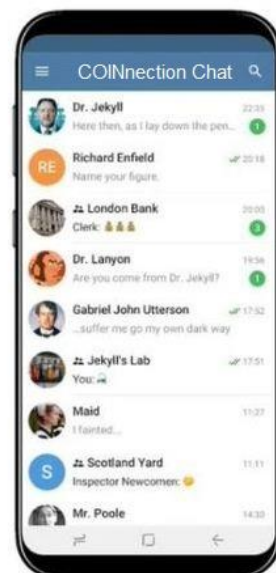 COINnection Chat
Dr. Jekyll 22:35
Here then, as I lay down the pen... 1
RE Richard Enfield 20:18
Name your figure.
London Bank 20:00
Clerk: 💰💰💰 3
Dr. Lanyon 19:56
Are you come from Dr. Jekyll? 1
Gabriel John Utterson 17:52
...suffer me go my own dark way
Jekyll's Lab 17:51
You:
Maid 11:27
I fainted...
S Scotland Yard 11:11
Inspector Newcomen:
Mr. Poole 14:30